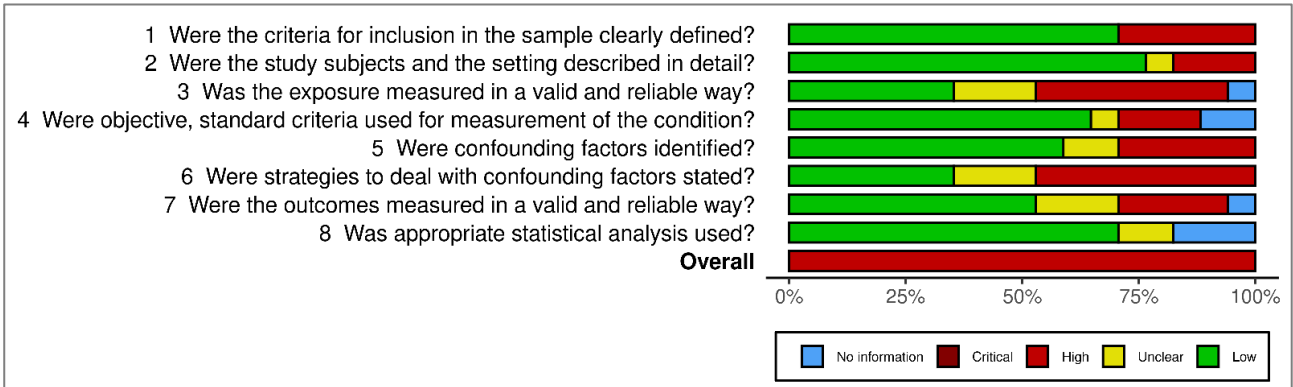 1 Were the criteria for inclusion in the sample clearly defined?
2 Were the study subjects and the setting described in detail?
3 Was the exposure measured in a valid and reliable way?
4 Were objective, standard criteria used for measurement of the condition?
5 Were confounding factors identified?
6 Were strategies to deal with confounding factors stated?
7 Were the outcomes measured in a valid and reliable way?
8 Was appropriate statistical analysis used?
Overall
0% 25% 50% 75% 100%
No information Critical High Unclear Low